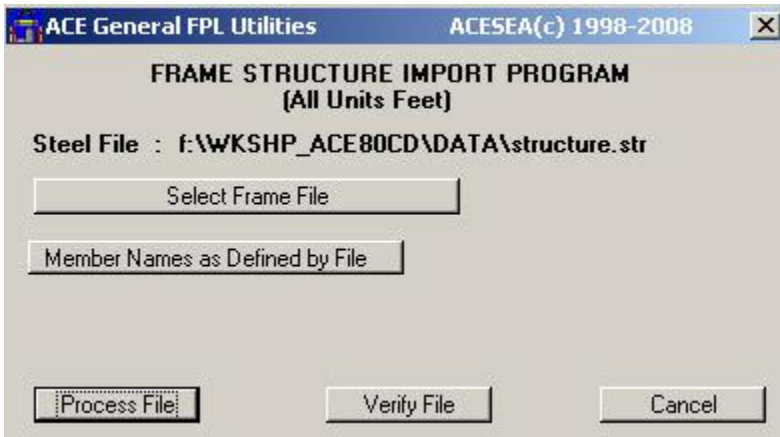 ACE General FPL Utilities ACESEA(c) 1998-2008
FRAME STRUCTURE IMPORT PROGRAM
(All Units Feet)
Steel File : f:\WKSHP_ACE80CD\DATA\structure.str
Select Frame File
Member Names as Defined by File
Process File Verify File Cancel